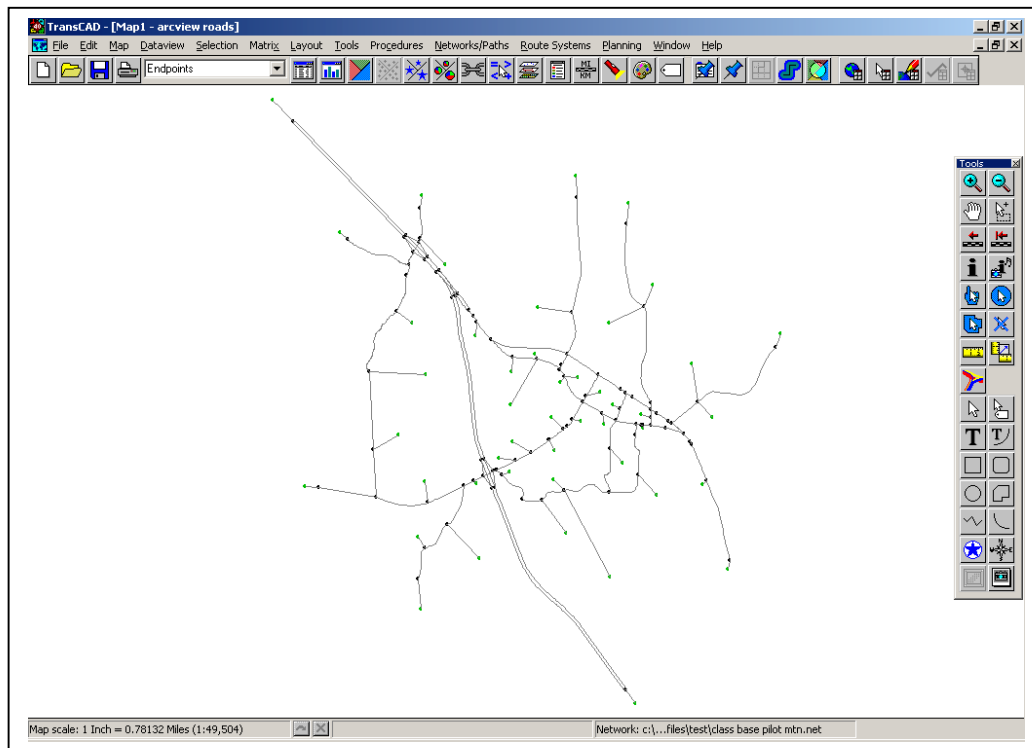 TransCAD - [Map1 - arcview roads]
File Edit Map Dataview Selection Matrix Layout Tools Procedures Networks/Paths Route Systems Planning Window Help
Endpoints
MI
KM
Tools
i
i
T
T
Map scale: 1 Inch = 0.78132 Miles (1:49,504)
Network: c:\...files\test\class base pilot mtn.net